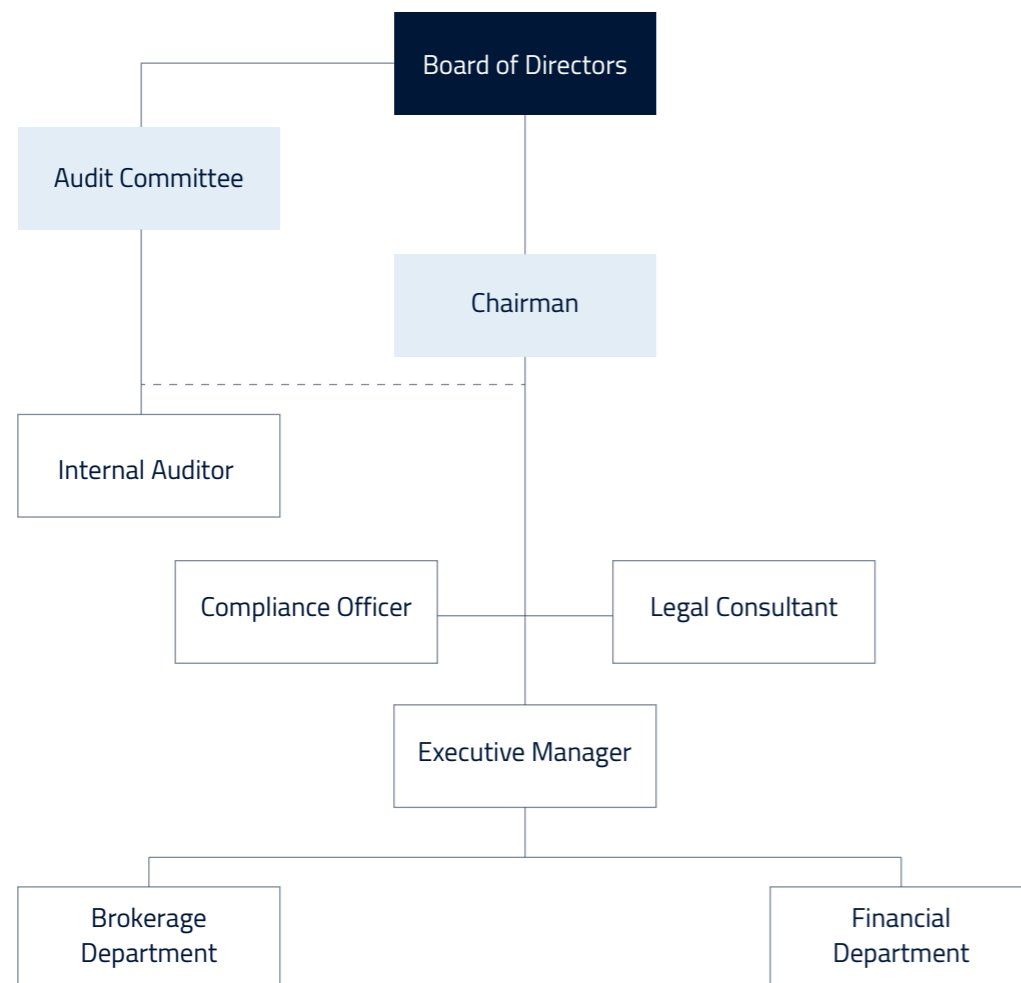 Board of Directors
Audit Committee
Chairman
Internal Auditor
Compliance Officer
Legal Consultant
Executive Manager
Brokerage
Department
Financial
Department